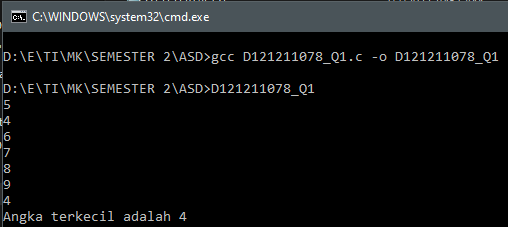 C:\WINDOWS\system32\cmd.exe
D:\E\TI\MK\SEMESTER 2\ASD>gcc D121211078_Q1.c -o D121211078_Q1
D:\E\TI\MK\SEMESTER 2\ASD>D121211078_Q1
5
4
6
7
8
9
4
Angka terkecil adalah 4